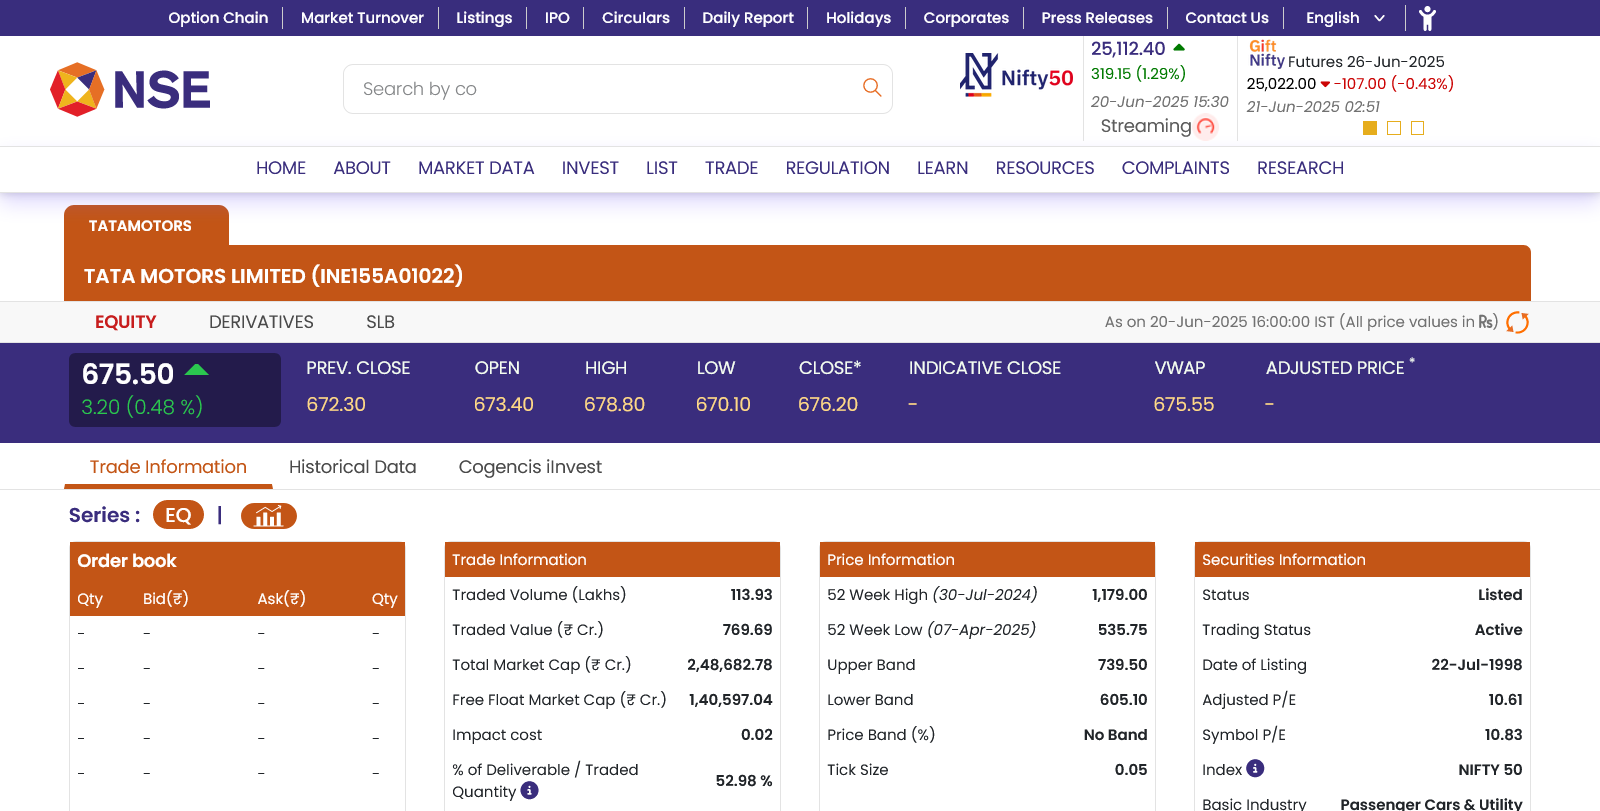 Option Chain Market Turnover Listings IPO Circulars Daily Report Holidays Corporates Press Releases Contact Us English
NSE
Search by co
Nifty50
25,112.40
319.15 (1.29%)
20-Jun-2025 15:30
Streaming
Gift
Nifty Futures 26-Jun-2025
25,022.00 -107.00 (-0.43%)
21-Jun-2025 02:51
HOME ABOUT MARKET DATA INVEST LIST TRADE REGULATION LEARN RESOURCES COMPLAINTS RESEARCH
TATAMOTORS
TATA MOTORS LIMITED (INE155A01022)
EQUITY DERIVATIVES SLB As on 20-Jun-2025 16:00:00 IST (All price values in ₨)
675.50
3.20 (0.48 %)
PREV. CLOSE OPEN HIGH LOW CLOSE* INDICATIVE CLOSE VWAP ADJUSTED PRICE *
672.30 673.40 678.80 670.10 676.20 - 675.55 -
Trade Information Historical Data Cogencis iInvest
Series : EQ |
Order book
Qty Bid(₹) Ask(₹) Qty
- - - -
- - - -
- - - -
- - - -
- - - -
Trade Information
Traded Volume (Lakhs) 113.93
Traded Value (₹ Cr.) 769.69
Total Market Cap (₹ Cr.) 2,48,682.78
Free Float Market Cap (₹ Cr.) 1,40,597.04
Impact cost 0.02
% of Deliverable / Traded
Quantity i 52.98 %
Price Information
52 Week High (30-Jul-2024) 1,179.00
52 Week Low (07-Apr-2025) 535.75
Upper Band 739.50
Lower Band 605.10
Price Band (%) No Band
Tick Size 0.05
Securities Information
Status Listed
Trading Status Active
Date of Listing 22-Jul-1998
Adjusted P/E 10.61
Symbol P/E 10.83
Index i NIFTY 50
Basic Industry Passenger Cars & Utility